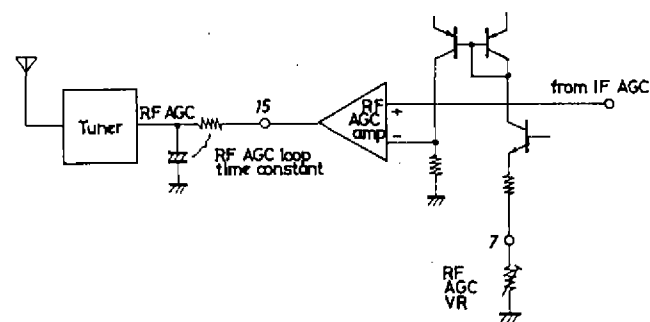 from IF AGC
RF AGC
15
RF
AGC
amp
+
-
Tuner
RF AGC loop
time constant
7
RF
AGC
VR